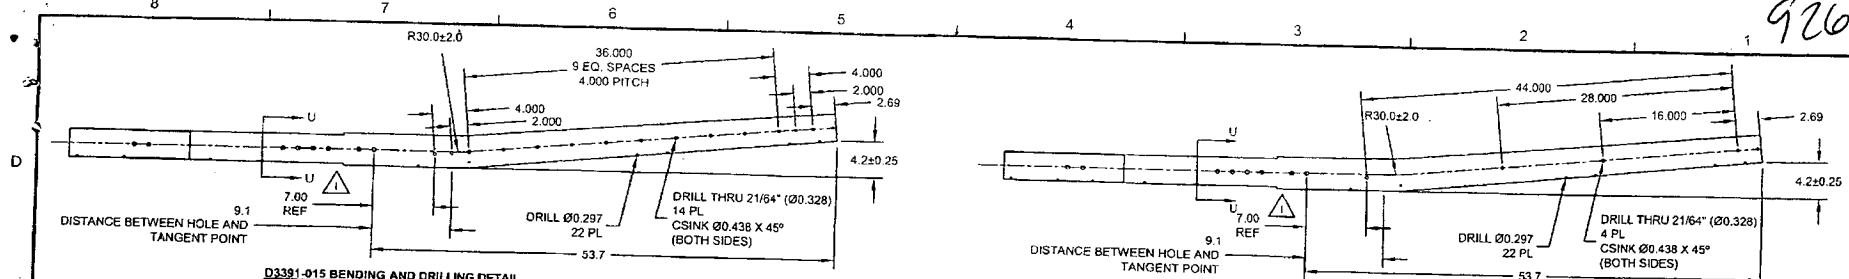 8 7 6 5 4 3 2 1
926
R30.0±2.0
36.000
9 EQ. SPACES
4.000 PITCH
4.000
2.000
2.69
4.000
2.000
U
U
1
7.00
REF
9.1
DISTANCE BETWEEN HOLE AND
TANGENT POINT
DRILL Ø0.297
22 PL
DRILL THRU 21/64" (Ø0.328)
14 PL
CSINK Ø0.438 X 45°
(BOTH SIDES)
4.2±0.25
53.7
D3391-015 BENDING AND DRILLING DETAIL
D
44.000
28.000
16.000
R30.0±2.0
2.69
U
U
1
7.00
REF
9.1
DISTANCE BETWEEN HOLE AND
TANGENT POINT
DRILL Ø0.297
22 PL
DRILL THRU 21/64" (Ø0.328)
4 PL
CSINK Ø0.438 X 45°
(BOTH SIDES)
4.2±0.25
53.7